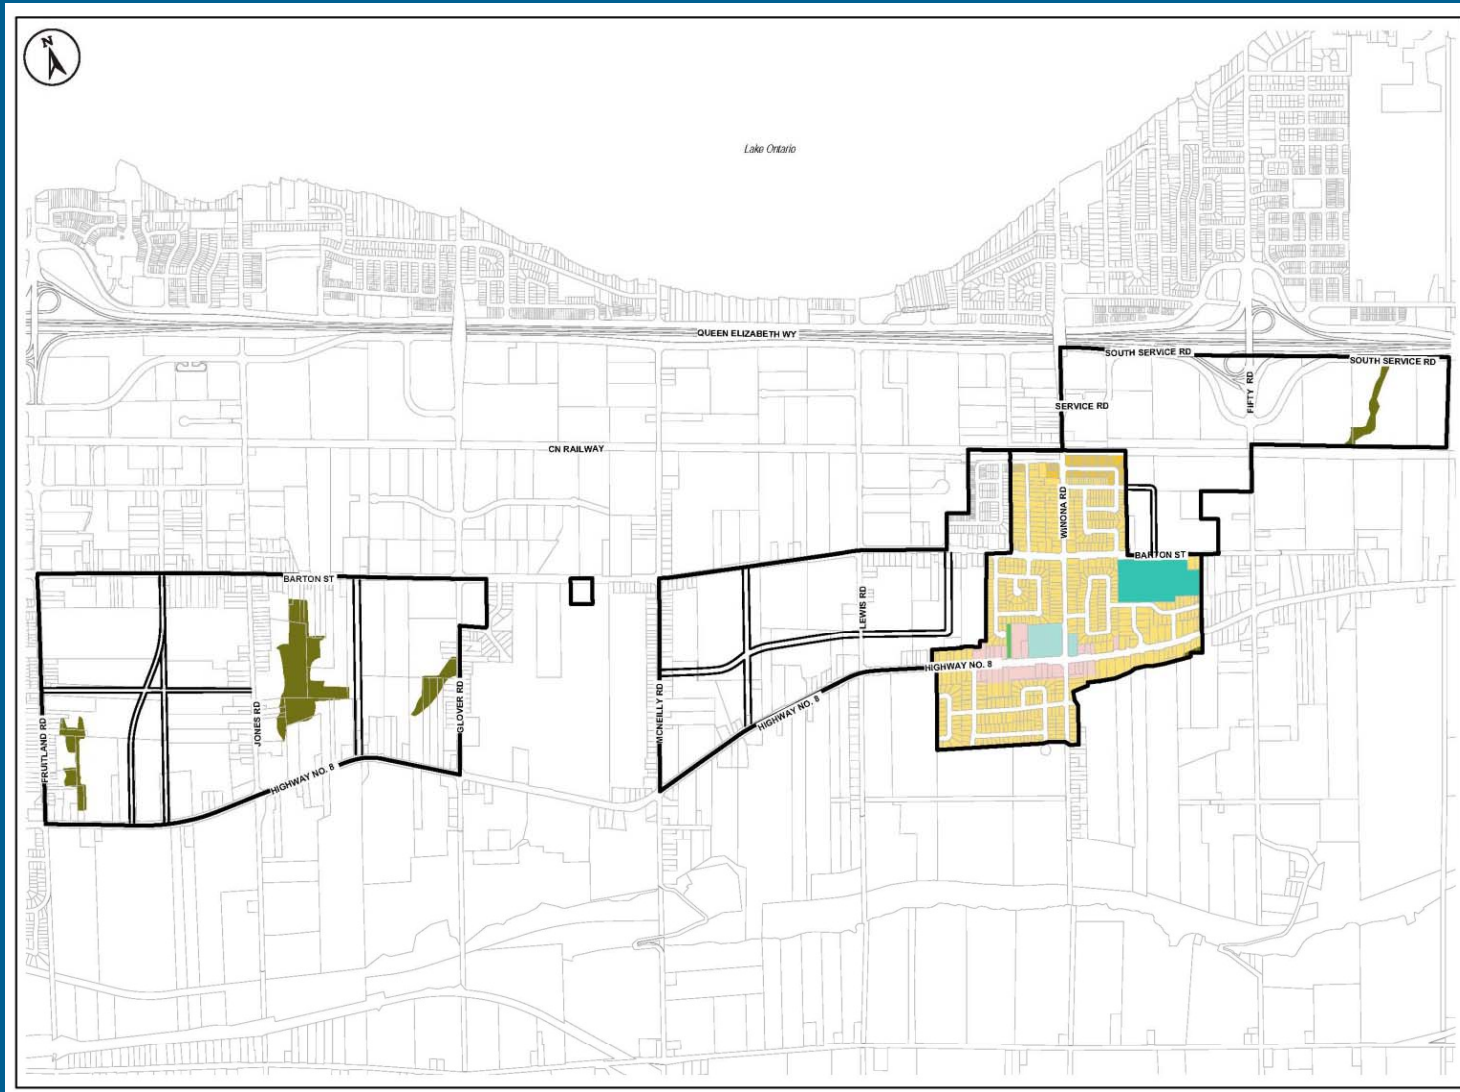 N
Lake Ontario
QUEEN ELIZABETH WY
SOUTH SERVICE RD
SOUTH SERVICE RD
FIFTY RD
SERVICE RD
CN RAILWAY
WINONA RD
BARTON ST
BARTON ST
LEWIS RD
HIGHWAY NO. 8
GLOVER RD
MCNEILLY RD
JONES RD
FRUITLAND RD
HIGHWAY NO. 8
HIGHWAY NO. 8